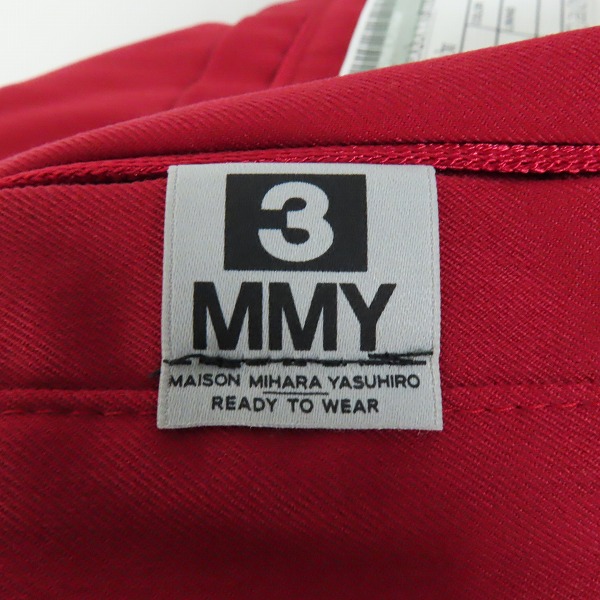 3
MMY
MAISON MIHARA YASUHIRO
READY TO WEAR